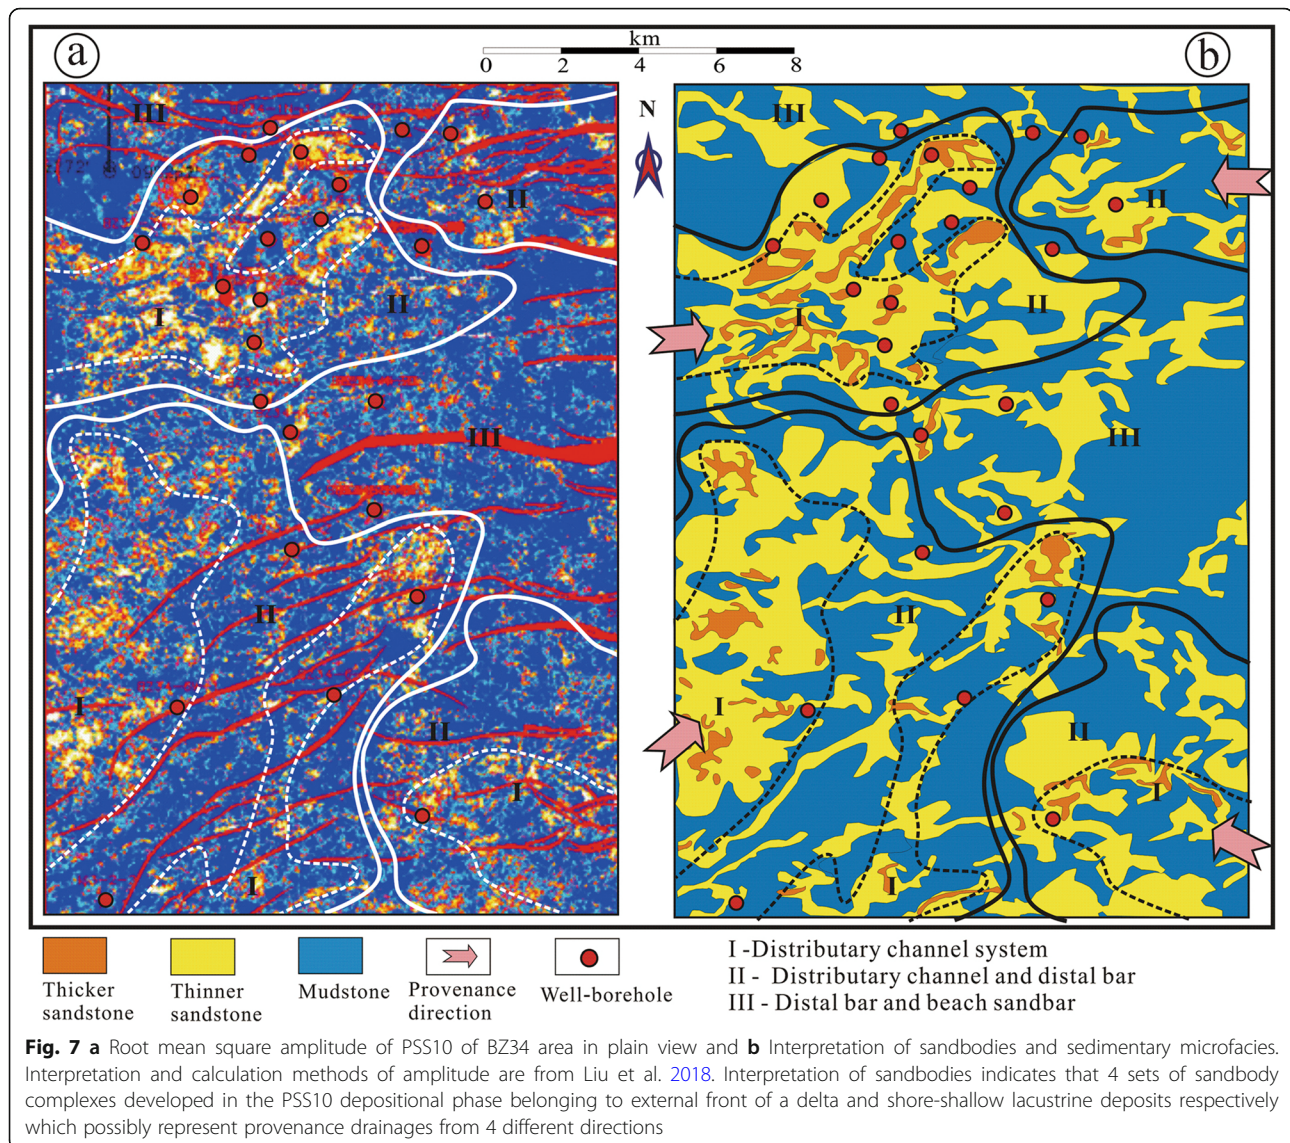 a
km
0 2 4 6 8
b
N
III
II
I
II
III
II
I
II
I
I
III
II
I
II
III
II
I
II
I
I
Thicker sandstone
Thinner sandstone
Mudstone
Provenance direction
Well-borehole
I -Distributary channel system
II - Distributary channel and distal bar
III - Distal bar and beach sandbar
Fig. 7 a Root mean square amplitude of PSS10 of BZ34 area in plain view and b Interpretation of sandbodies and sedimentary microfacies.
Interpretation and calculation methods of amplitude are from Liu et al. 2018. Interpretation of sandbodies indicates that 4 sets of sandbody
complexes developed in the PSS10 depositional phase belonging to external front of a delta and shore-shallow lacustrine deposits respectively
which possibly represent provenance drainages from 4 different directions